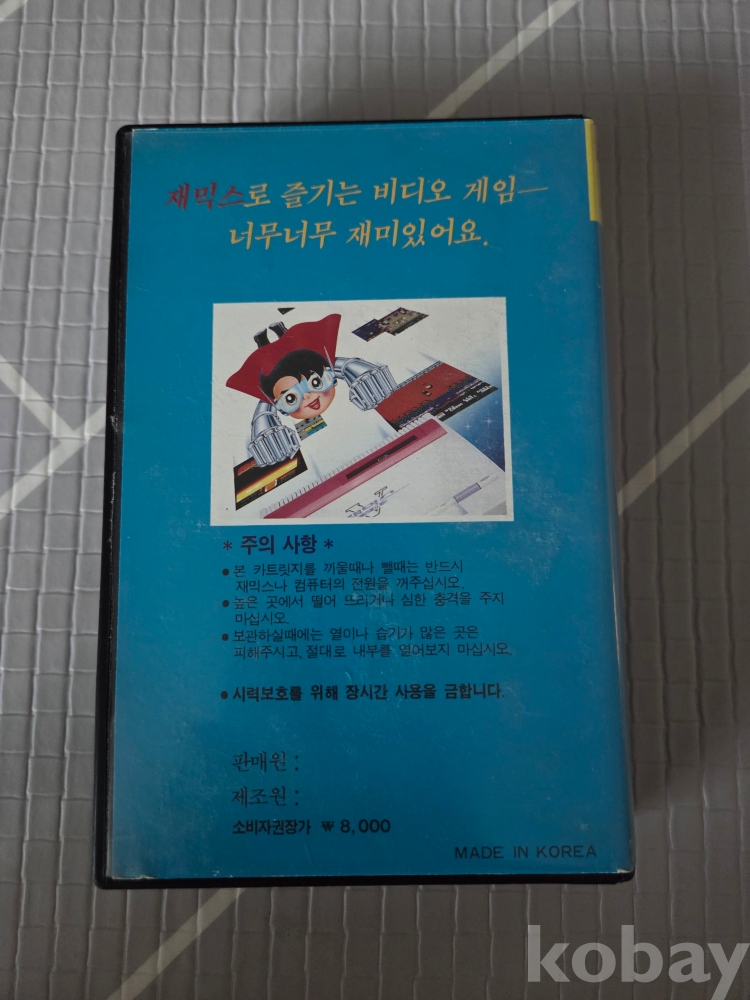 재믹스로 즐기는 비디오 게임—
너무너무 재미있어요.
* 주의 사항 *
● 본 카트릿지를 끼울때나 뺄때는 반드시
재믹스나 컴퓨터의 전원을 꺼주십시오.
● 높은 곳에서 떨어 뜨리거나 심한 충격을 주지
마십시오.
● 보관하실때에는 열이나 습기가 많은 곳은
피해주시고, 절대로 내부를 열어보지 마십시오.
● 시력보호를 위해 장시간 사용을 금합니다.
판매원 :
제조원 :
소비자권장가 ₩ 8,000
MADE IN KOREA
kobay